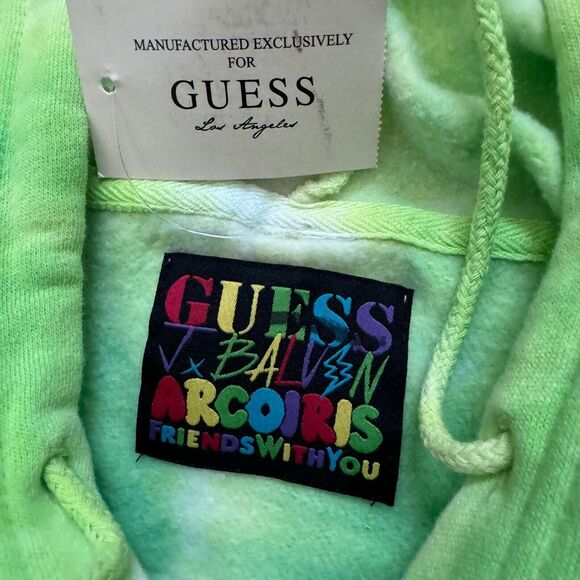 MANUFACTURED EXCLUSIVELY
FOR
GUESS
Los Angeles
GUESS
J X BALVIN
ARCOIRIS
FRIENDSWITHYOU